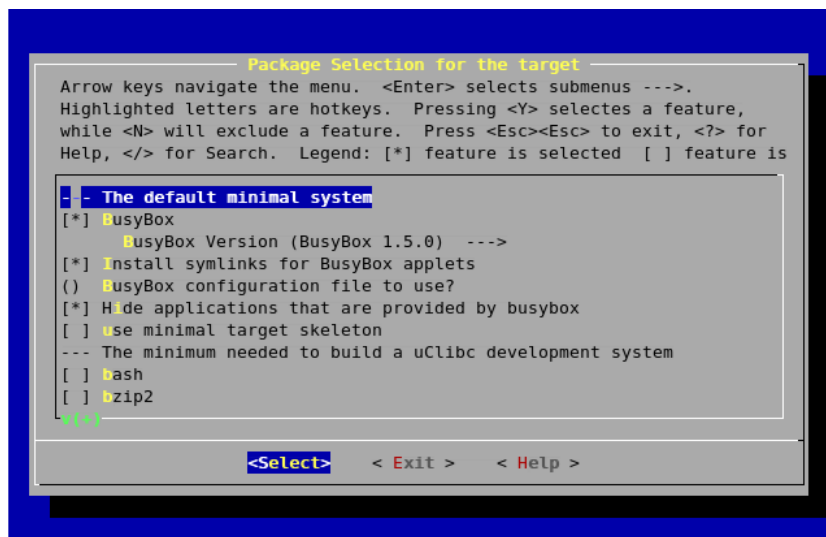 Package Selection for the target
Arrow keys navigate the menu.  <Enter> selects submenus --->.
Highlighted letters are hotkeys.  Pressing <Y> selectes a feature,
while <N> will exclude a feature.  Press <Esc><Esc> to exit, <?> for
Help, </> for Search.  Legend: [*] feature is selected  [ ] feature is
--- The default minimal system
[*] BusyBox
BusyBox Version (BusyBox 1.5.0)  --->
[*] Install symlinks for BusyBox applets
()  BusyBox configuration file to use?
[*] Hide applications that are provided by busybox
[ ] use minimal target skeleton
--- The minimum needed to build a uClibc development system
[ ] bash
[ ] bzip2
v(+)
<Select>    < Exit >    < Help >